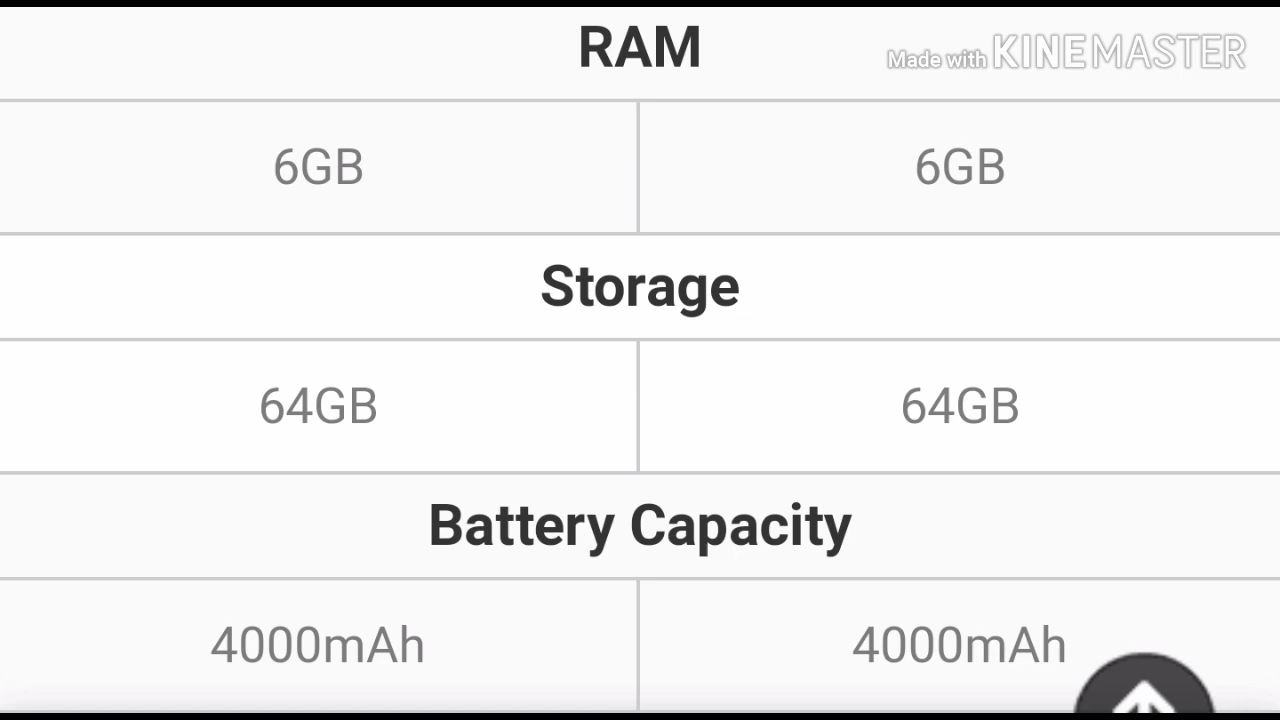 RAM
Made with KINEMASTER
6GB 6GB
Storage
64GB 64GB
Battery Capacity
4000mAh 4000mAh